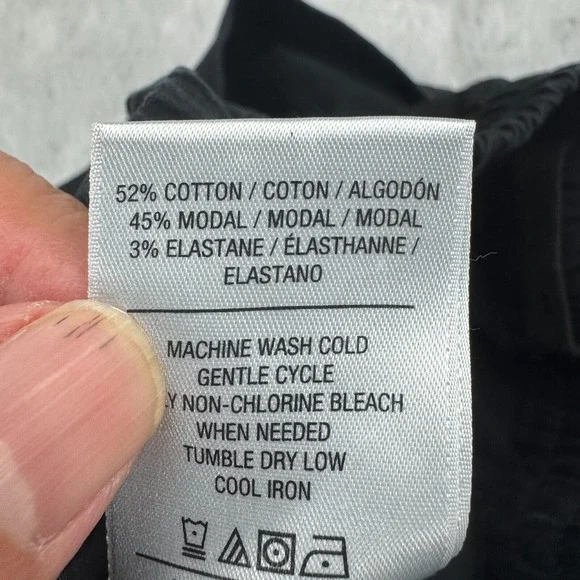 52% COTTON / COTON / ALGODÓN
45% MODAL / MODAL / MODAL
3% ELASTANE / ÉLASTHANNE /
ELASTANO
MACHINE WASH COLD
GENTLE CYCLE
NON-CHLORINE BLEACH
WHEN NEEDED
TUMBLE DRY LOW
COOL IRON